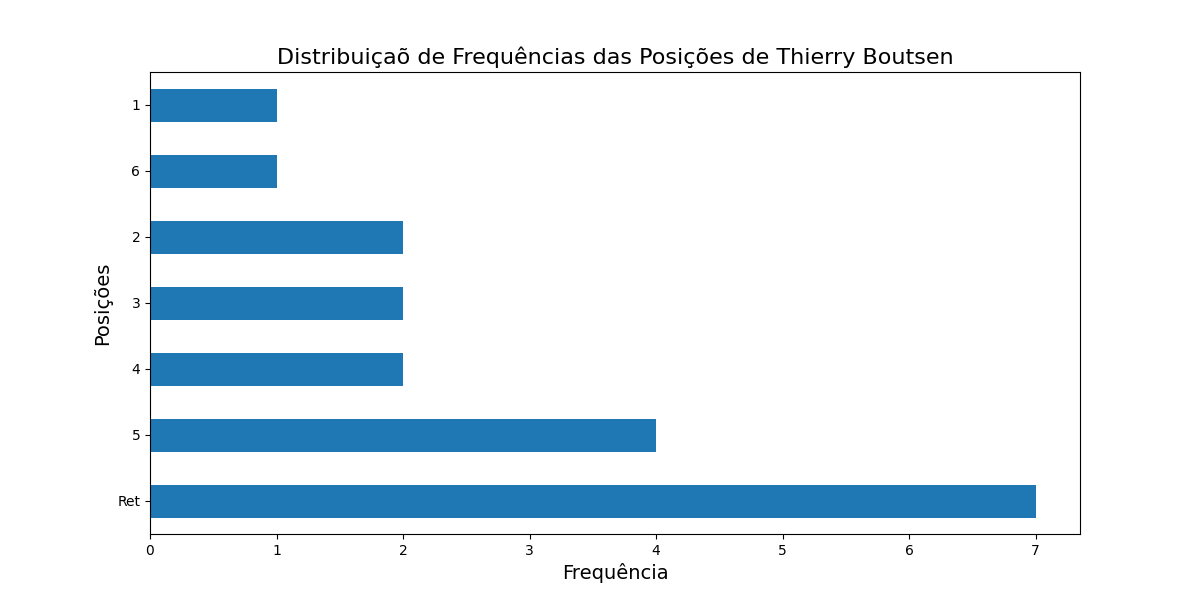 Distribuiçaõ de Frequências das Posições de Thierry Boutsen
Posições
1
6
2
3
4
5
Ret
0 1 2 3 4 5 6 7
Frequência